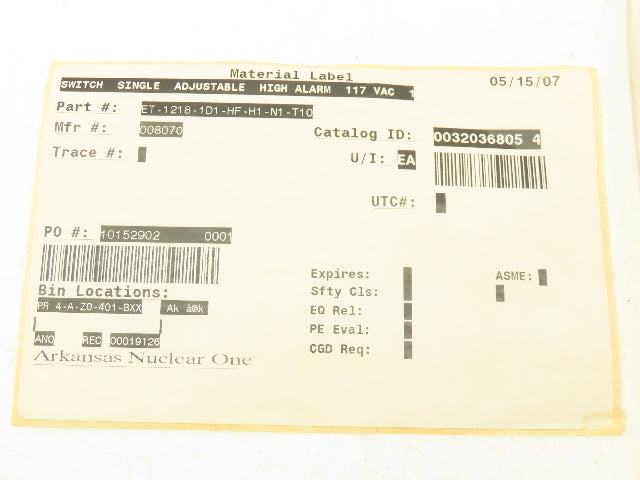 Material Label
05/15/07
SWITCH SINGLE ADJUSTABLE HIGH ALARM 117 VAC 1
Part #: ET-1218-1D1-HF-H1-N1-T10
Mfr #: 008070
Catalog ID: 0032036805 4
Trace #:
U/I: EA
UTC#:
PO #: 10152902 0001
Bin Locations:
PR 4-A-Z0-401-BXX
Expires:
ASME:
Sfty Cls:
EQ Rel:
PE Eval:
CGD Req:
ANO REC 00019126
Arkansas Nuclear One